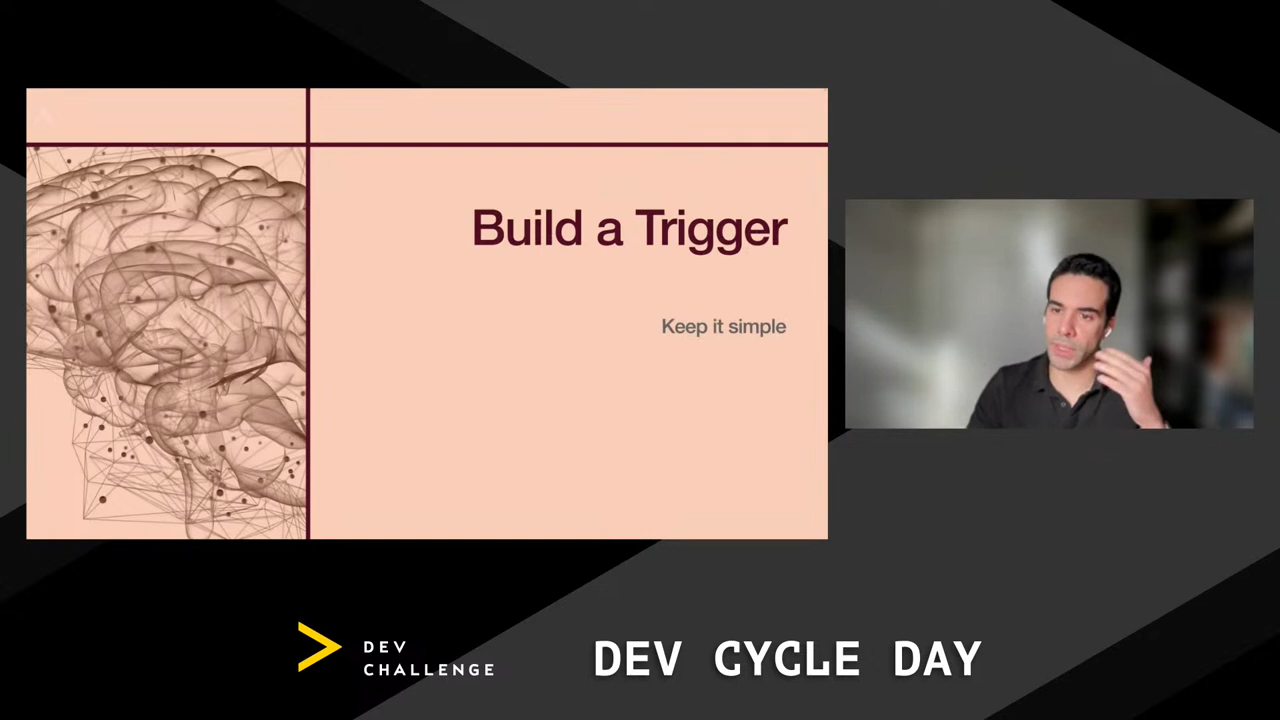 Build a Trigger
Keep it simple
DEV
CHALLENGE
DEV CYCLE DAY